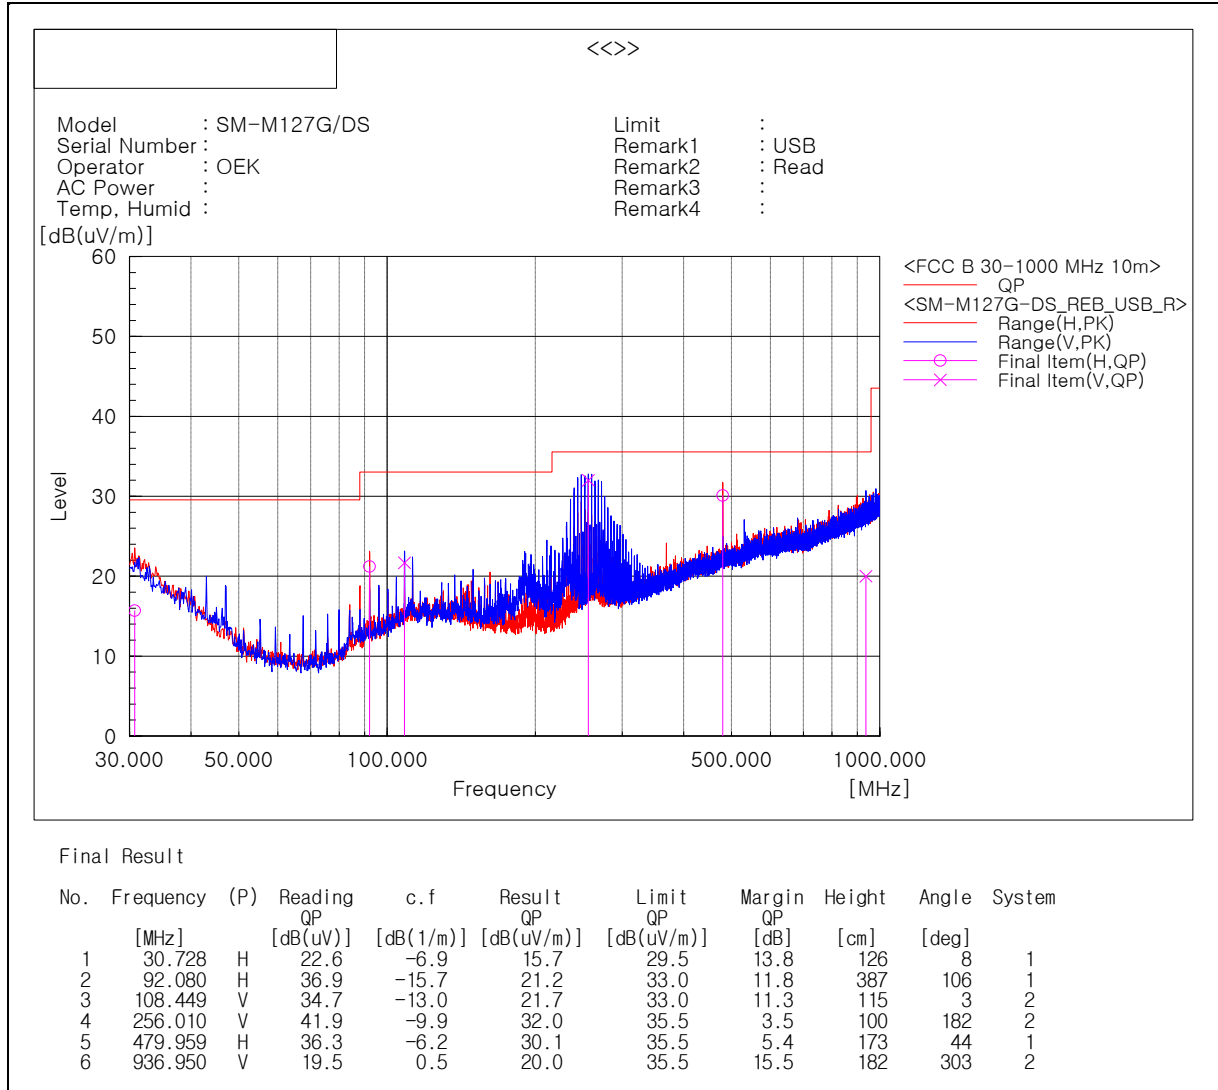 <<>>
Model : SM-M127G/DS
Serial Number :
Operator : OEK
AC Power :
Temp, Humid :
Limit :
Remark1 : USB
Remark2 : Read
Remark3 :
Remark4 :
[dB(uV/m)]
60
50
40
30
20
10
0
Level
30.000 50.000 100.000 500.000 1000.000
Frequency [MHz]
<FCC B 30-1000 MHz 10m>
QP
<SM-M127G-DS_REB_USB_R>
Range(H,PK)
Range(V,PK)
Final Item(H,QP)
Final Item(V,QP)
Final Result
No. Frequency (P) Reading c.f Result Limit Margin Height Angle System
QP QP QP QP
[MHz] [dB(uV)] [dB(1/m)] [dB(uV/m)] [dB(uV/m)] [dB] [cm] [deg]
1 30.728 H 22.6 -6.9 15.7 29.5 13.8 126 8 1
2 92.080 H 36.9 -15.7 21.2 33.0 11.8 387 106 1
3 108.449 V 34.7 -13.0 21.7 33.0 11.3 115 3 2
4 256.010 V 41.9 -9.9 32.0 35.5 3.5 100 182 2
5 479.959 H 36.3 -6.2 30.1 35.5 5.4 173 44 1
6 936.950 V 19.5 0.5 20.0 35.5 15.5 182 303 2